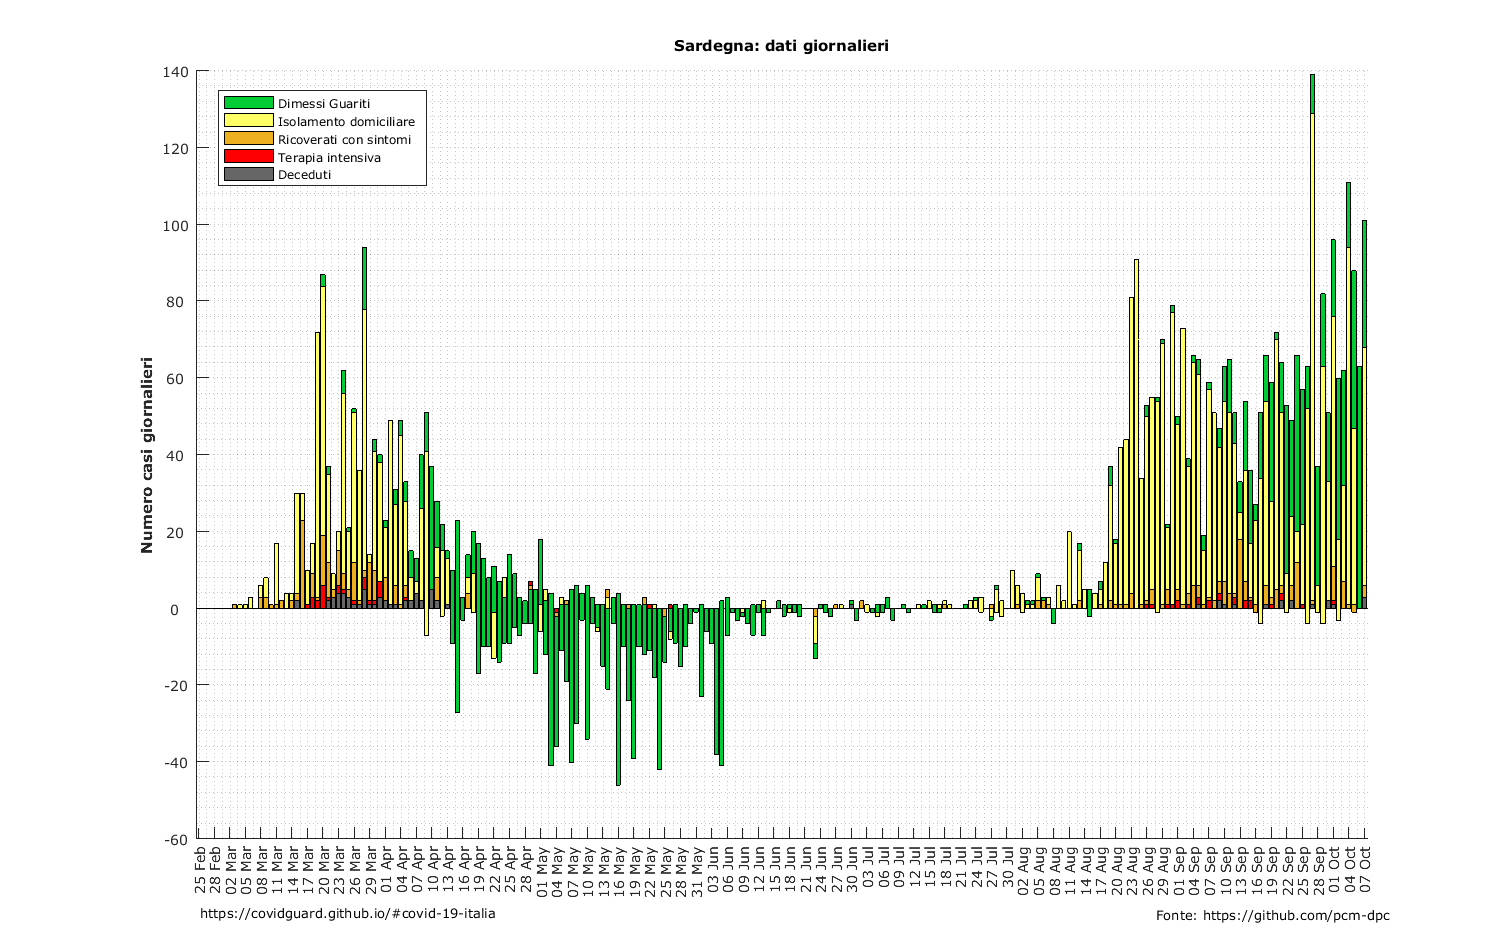 Sardegna: dati giornalieri
Numero casi giornalieri
140
120
100
80
60
40
20
0
-20
-40
-60
Dimessi Guariti
Isolamento domiciliare
Ricoverati con sintomi
Terapia intensiva
Deceduti
25 Feb
28 Feb
02 Mar
05 Mar
08 Mar
11 Mar
14 Mar
17 Mar
20 Mar
23 Mar
26 Mar
29 Mar
01 Apr
04 Apr
07 Apr
10 Apr
13 Apr
16 Apr
19 Apr
22 Apr
25 Apr
28 Apr
01 May
04 May
07 May
10 May
13 May
16 May
19 May
22 May
25 May
28 May
31 May
03 Jun
06 Jun
09 Jun
12 Jun
15 Jun
18 Jun
21 Jun
24 Jun
27 Jun
30 Jun
03 Jul
06 Jul
09 Jul
12 Jul
15 Jul
18 Jul
21 Jul
24 Jul
27 Jul
30 Jul
02 Aug
05 Aug
08 Aug
11 Aug
14 Aug
17 Aug
20 Aug
23 Aug
26 Aug
29 Aug
01 Sep
04 Sep
07 Sep
10 Sep
13 Sep
16 Sep
19 Sep
22 Sep
25 Sep
28 Sep
01 Oct
04 Oct
07 Oct
https://covidguard.github.io/#covid-19-italia
Fonte: https://github.com/pcm-dpc